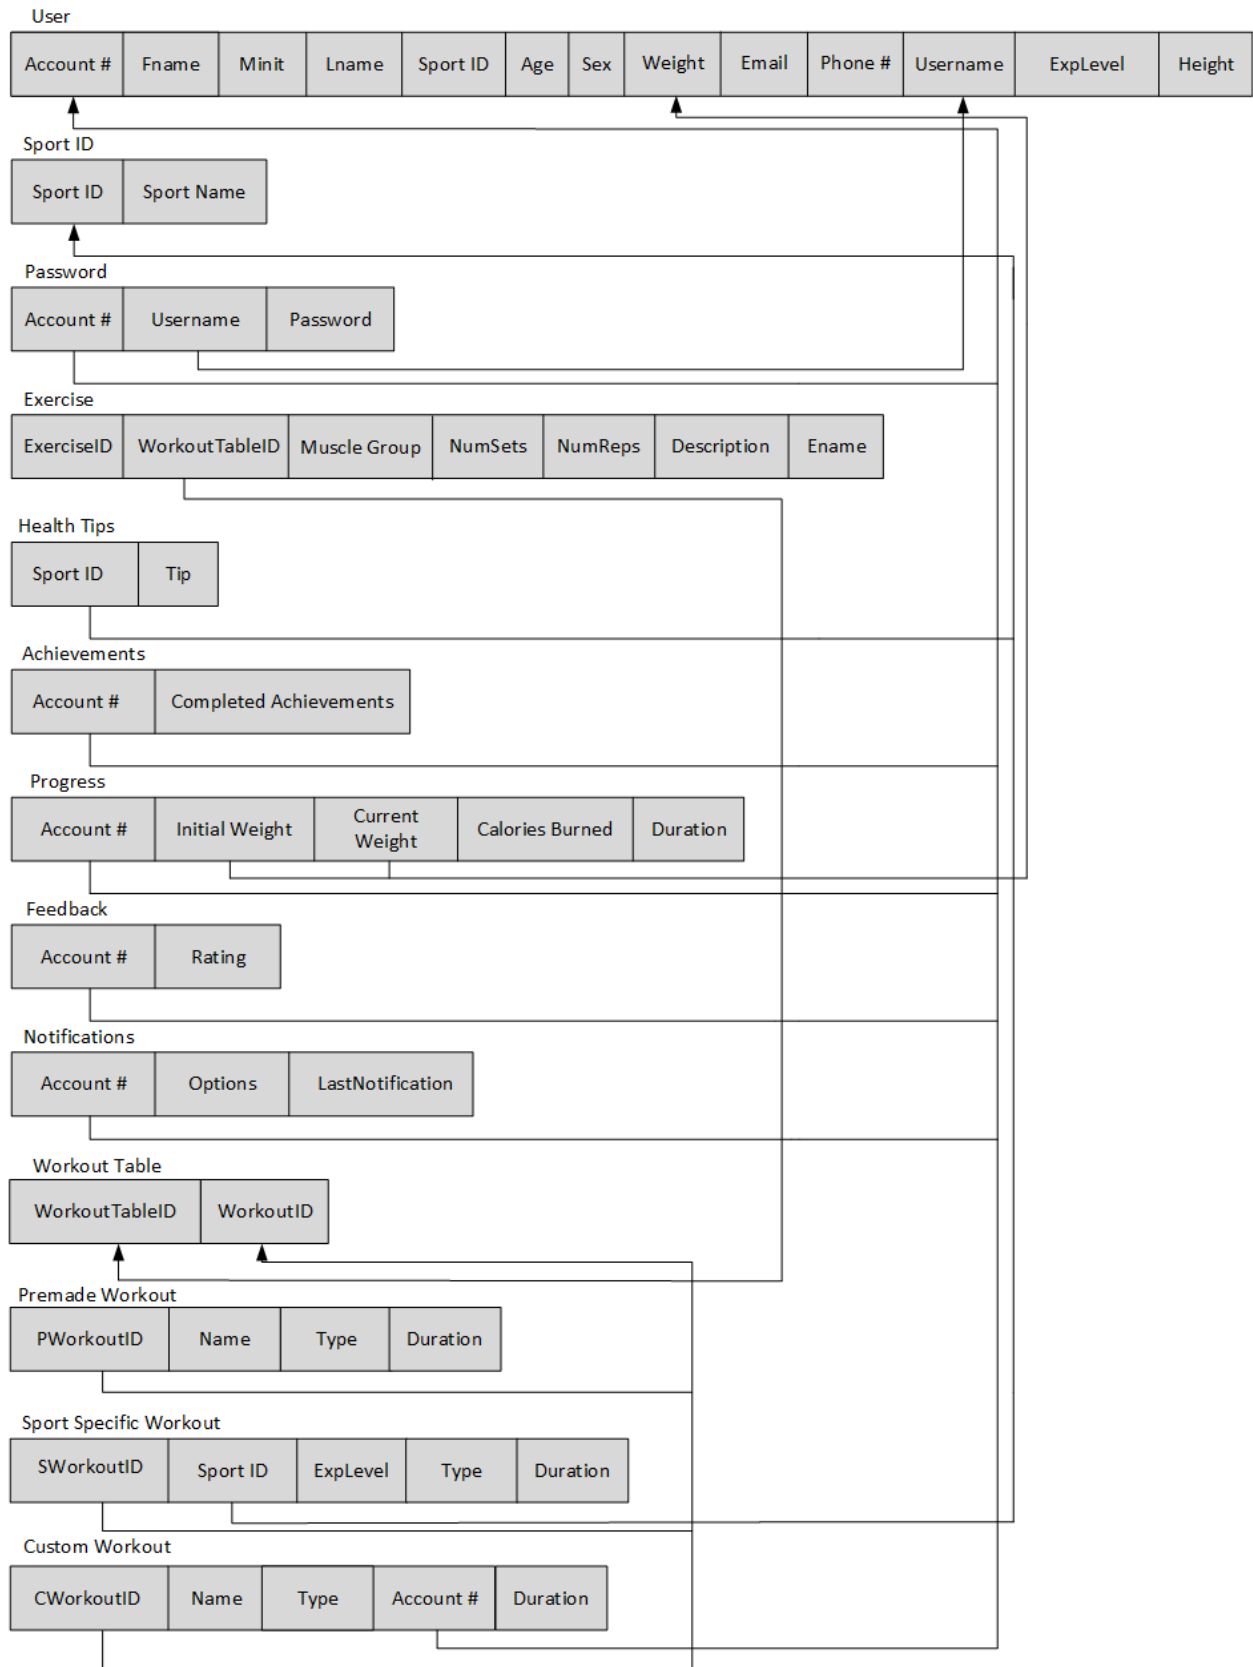 User
Account # Fname Minit Lname Sport ID Age Sex Weight Email Phone # Username ExpLevel Height
Sport ID
Sport ID Sport Name
Password
Account # Username Password
Exercise
ExerciseID WorkoutTableID Muscle Group NumSets NumReps Description Ename
Health Tips
Sport ID Tip
Achievements
Account # Completed Achievements
Progress
Account # Initial Weight Current Weight Calories Burned Duration
Feedback
Account # Rating
Notifications
Account # Options LastNotification
Workout Table
WorkoutTableID WorkoutID
Premade Workout
PWorkoutID Name Type Duration
Sport Specific Workout
SWorkoutID Sport ID ExpLevel Type Duration
Custom Workout
CWorkoutID Name Type Account # Duration